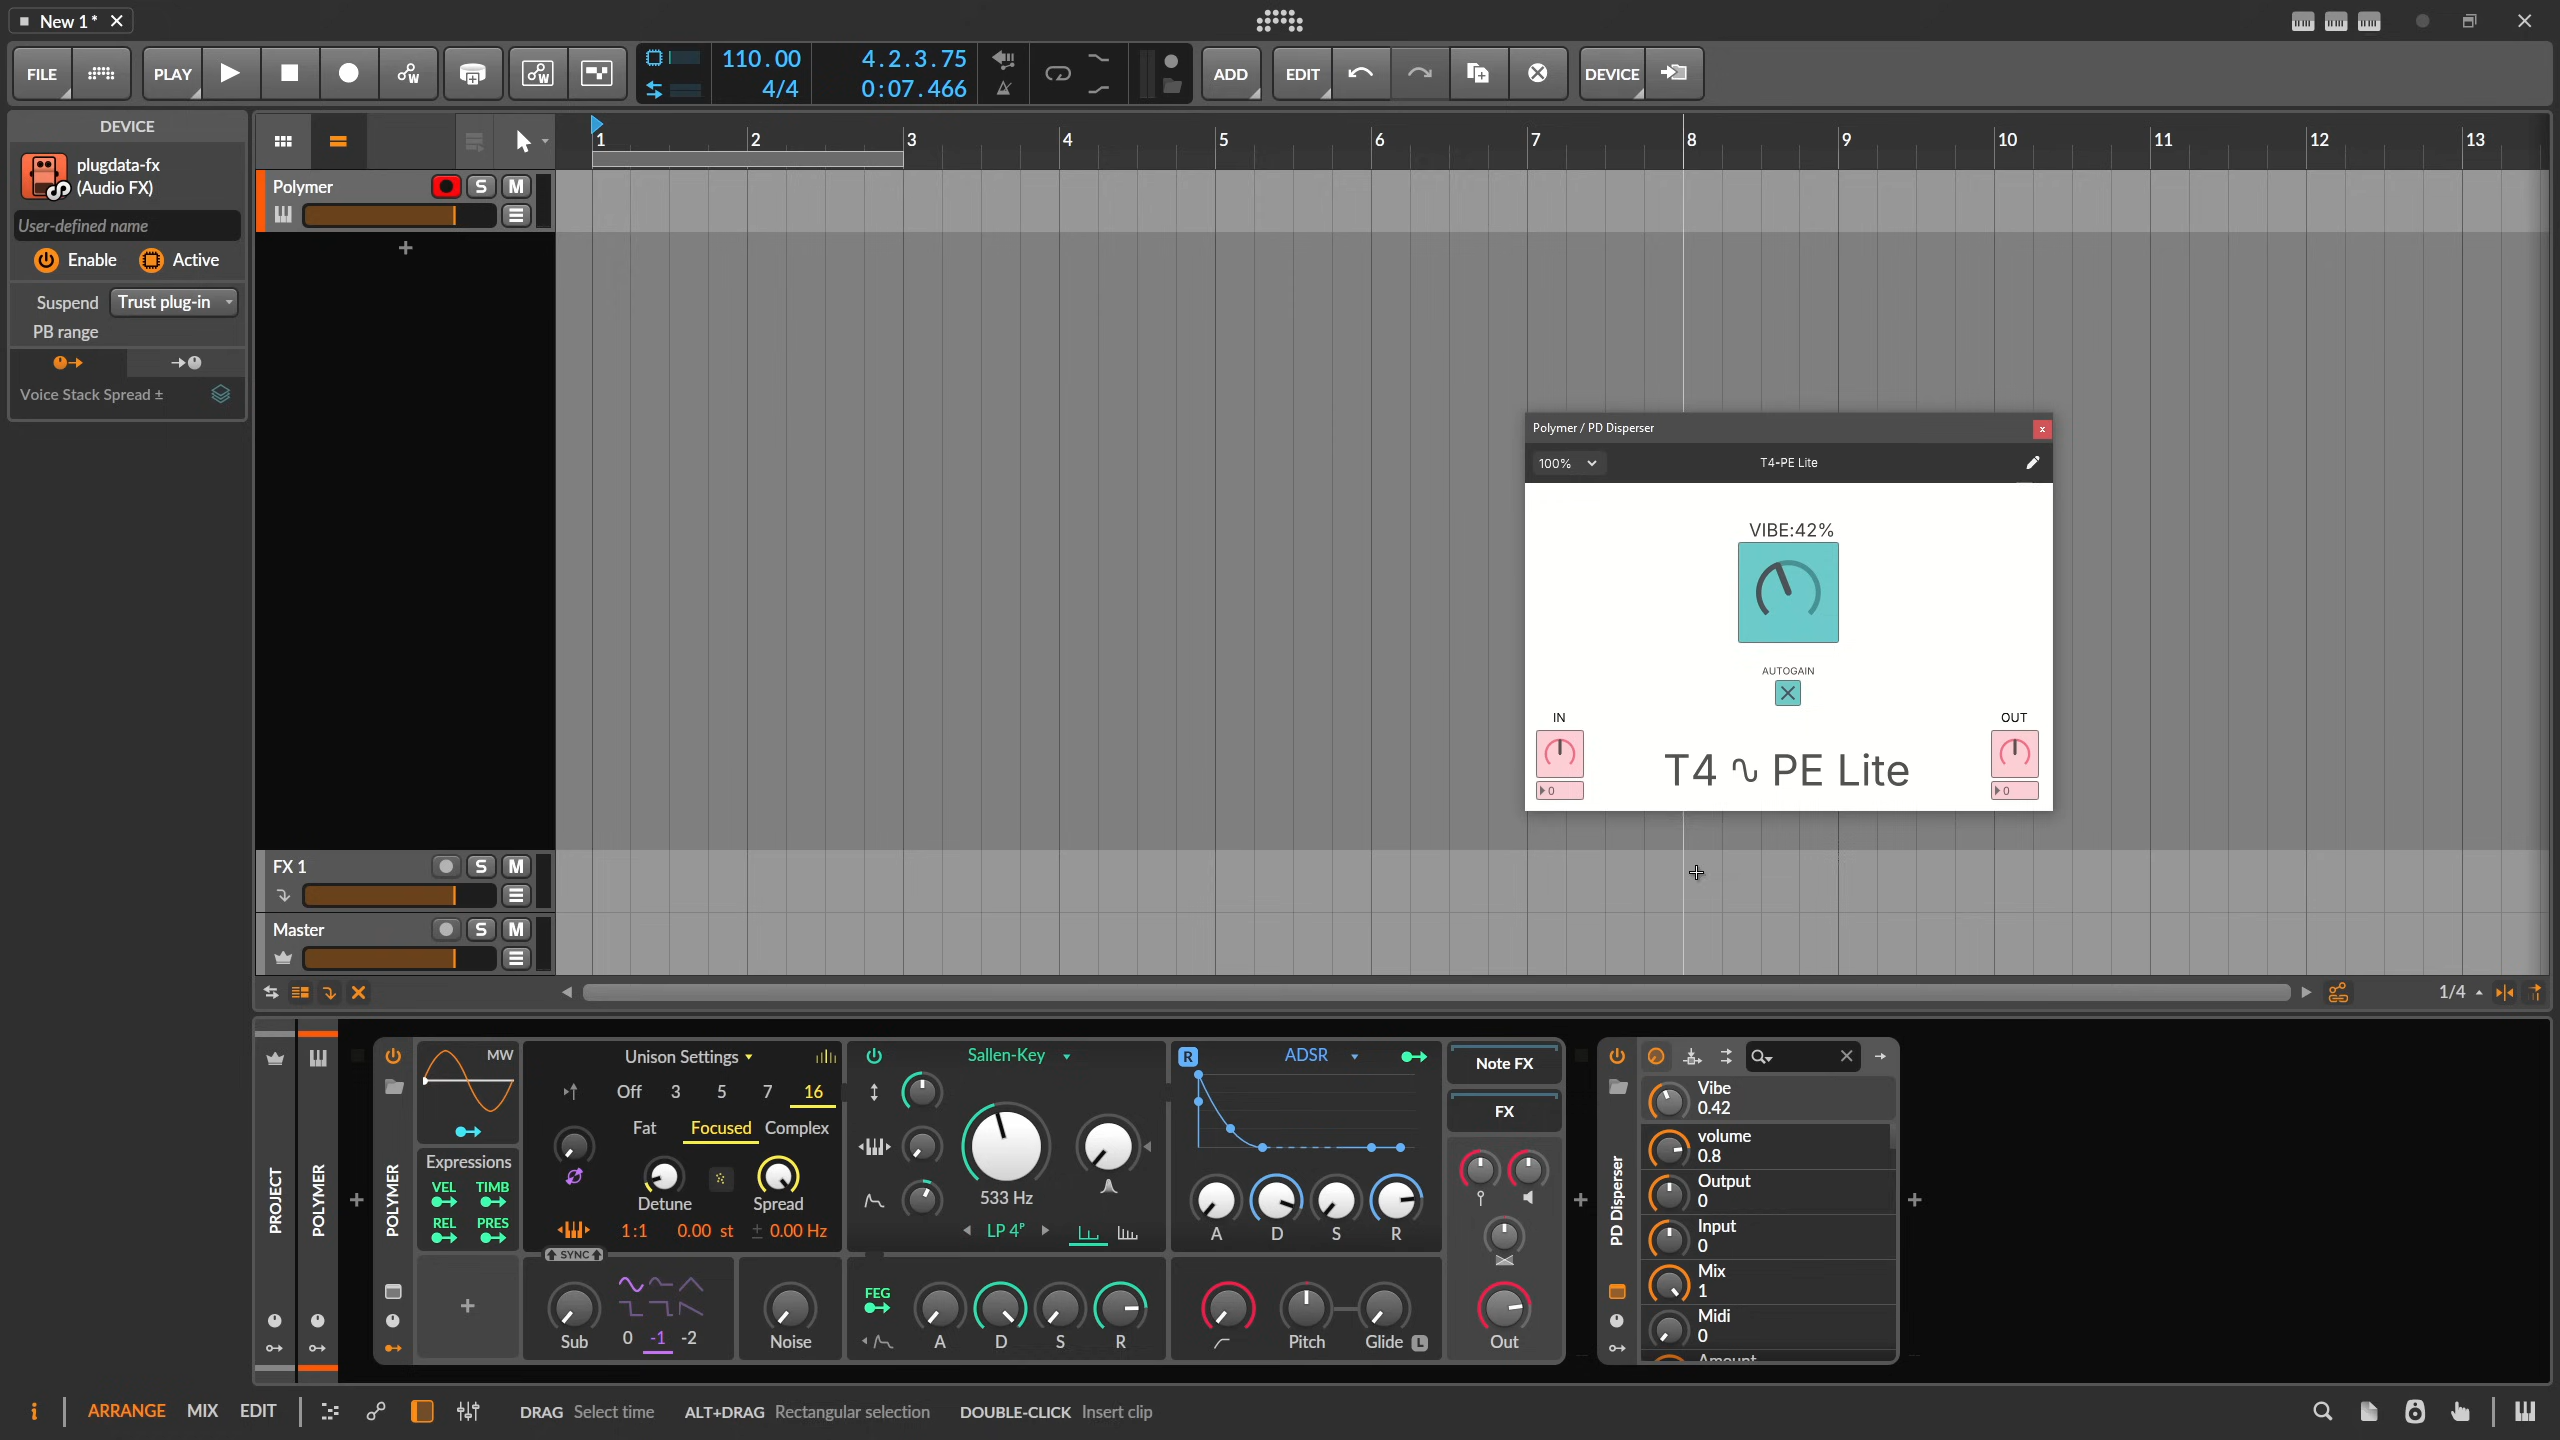 New 1*
FILE
PLAY
110.00
4/4
4.2.3.75
0:07.466
ADD
EDIT
DEVICE
DEVICE
plugdata-fx
(Audio FX)
User-defined name
Enable
Active
Suspend
Trust plug-in
PB range
Voice Stack Spread ±
1 2 3 4 5 6 7 8 9 10 11 12 13
Polymer
S M
+
Polymer / PD Disperser
x
100%
T4-PE Lite
VIBE:42%
AUTOGAIN
IN
OUT
0
0
T4 ∿ PE Lite
FX 1
S M
Master
S M
1/4
PROJECT
POLYMER
POLYMER
MW
Expressions
VEL TIMB
REL PRES
Unison Settings
Off 3 5 7 16
Fat Focused Complex
Detune
Spread
1:1 0.00 st ± 0.00 Hz
SYNC
Sub
0 -1 -2
Noise
Sallen-Key
533 Hz
LP 4ᴾ
FEG
A D S R
R
ADSR
A D S R
Pitch
Glide L
Note FX
FX
Out
PD Disperser
Vibe
0.42
volume
0.8
Output
0
Input
0
Mix
1
Midi
0
Amount
i
ARRANGE MIX EDIT
DRAG Select time
ALT+DRAG Rectangular selection
DOUBLE-CLICK Insert clip